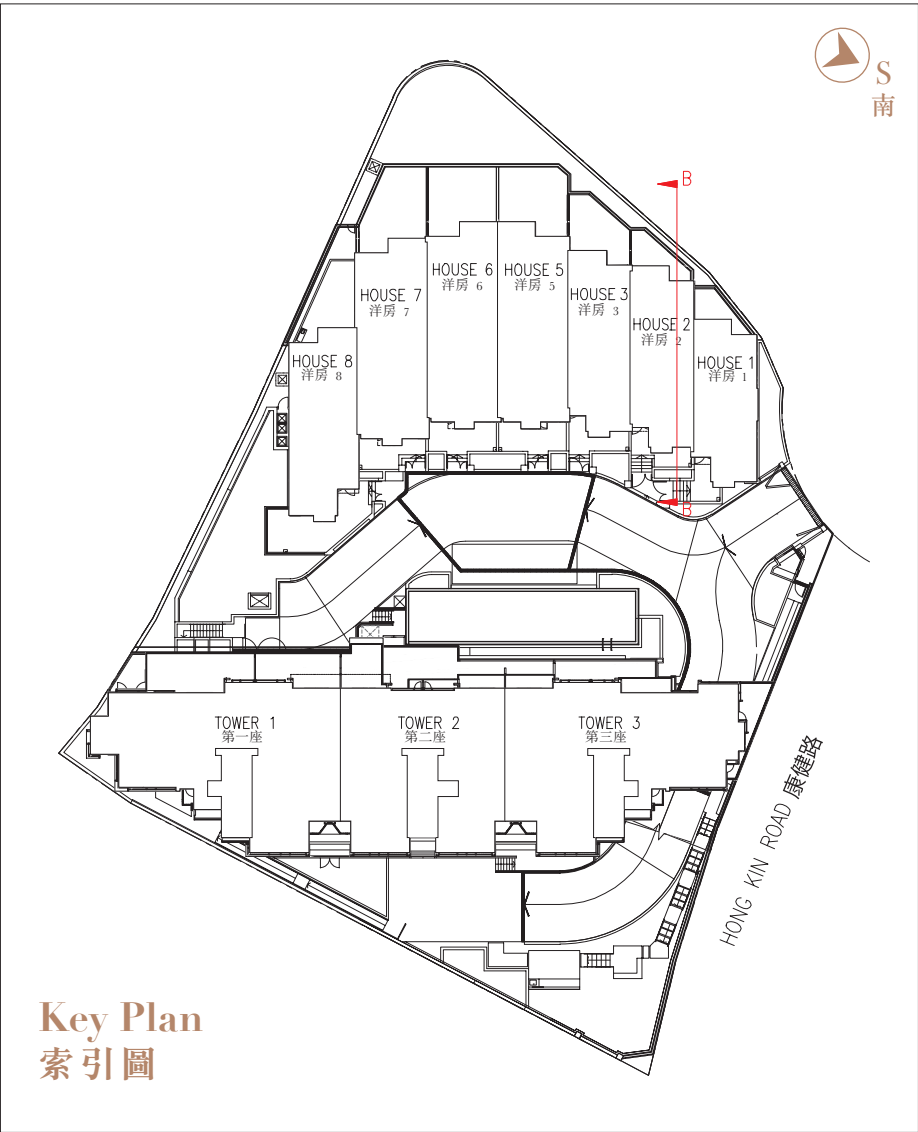 S
南
B
HOUSE 6
洋房 6
HOUSE 5
洋房 5
HOUSE 7
洋房 7
HOUSE 3
洋房 3
HOUSE 2
洋房 2
HOUSE 8
洋房 8
HOUSE 1
洋房 1
B
TOWER 1
第一座
TOWER 2
第二座
TOWER 3
第三座
HONG KIN ROAD 康健路
Key Plan
索引圖